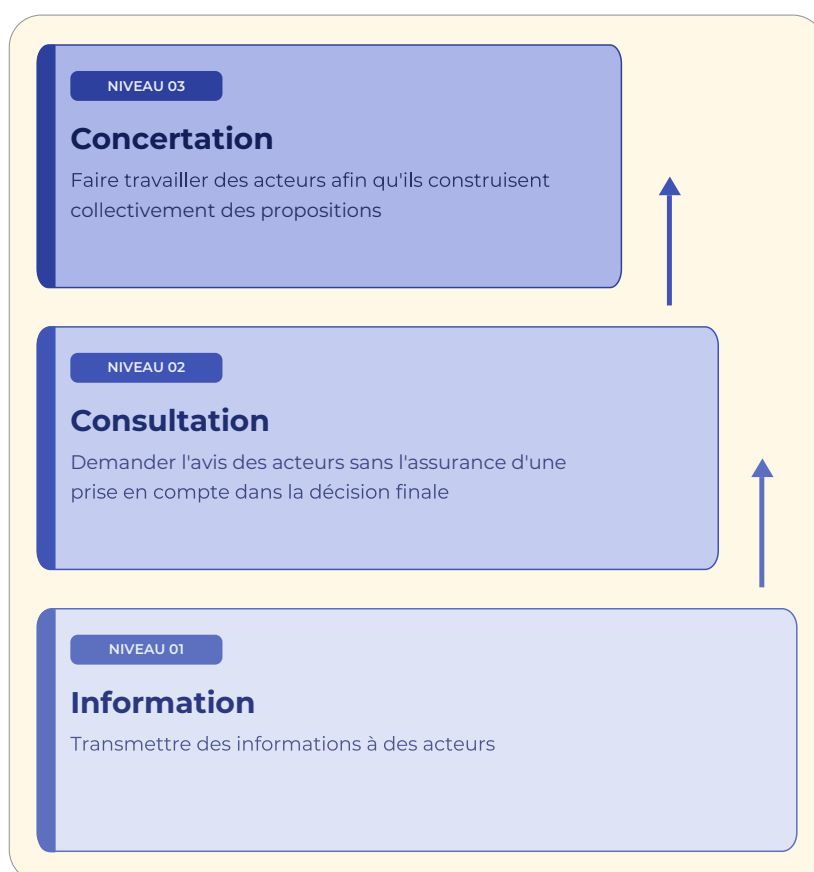 NIVEAU 03
Concertation
Faire travailler des acteurs afin qu'ils construisent
collectivement des propositions
NIVEAU 02
Consultation
Demander l'avis des acteurs sans l'assurance d'une
prise en compte dans la décision finale
NIVEAU 01
Information
Transmettre des informations à des acteurs